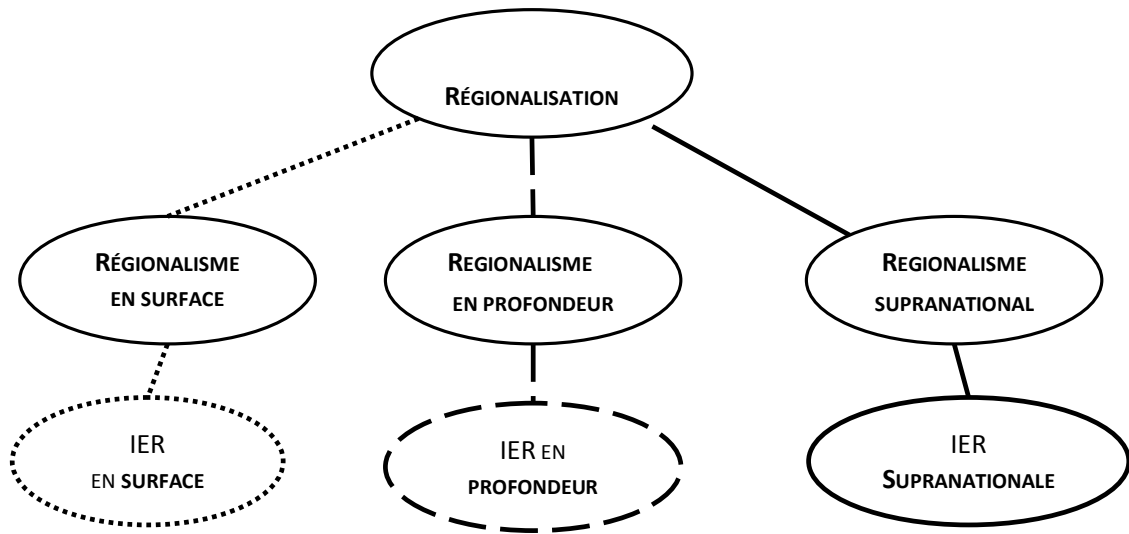 RÉGIONALISATION
RÉGIONALISME
EN SURFACE
REGIONALISME
EN PROFONDEUR
REGIONALISME
SUPRANATIONAL
IER
EN SURFACE
IER EN
PROFONDEUR
IER
SUPRANATIONALE